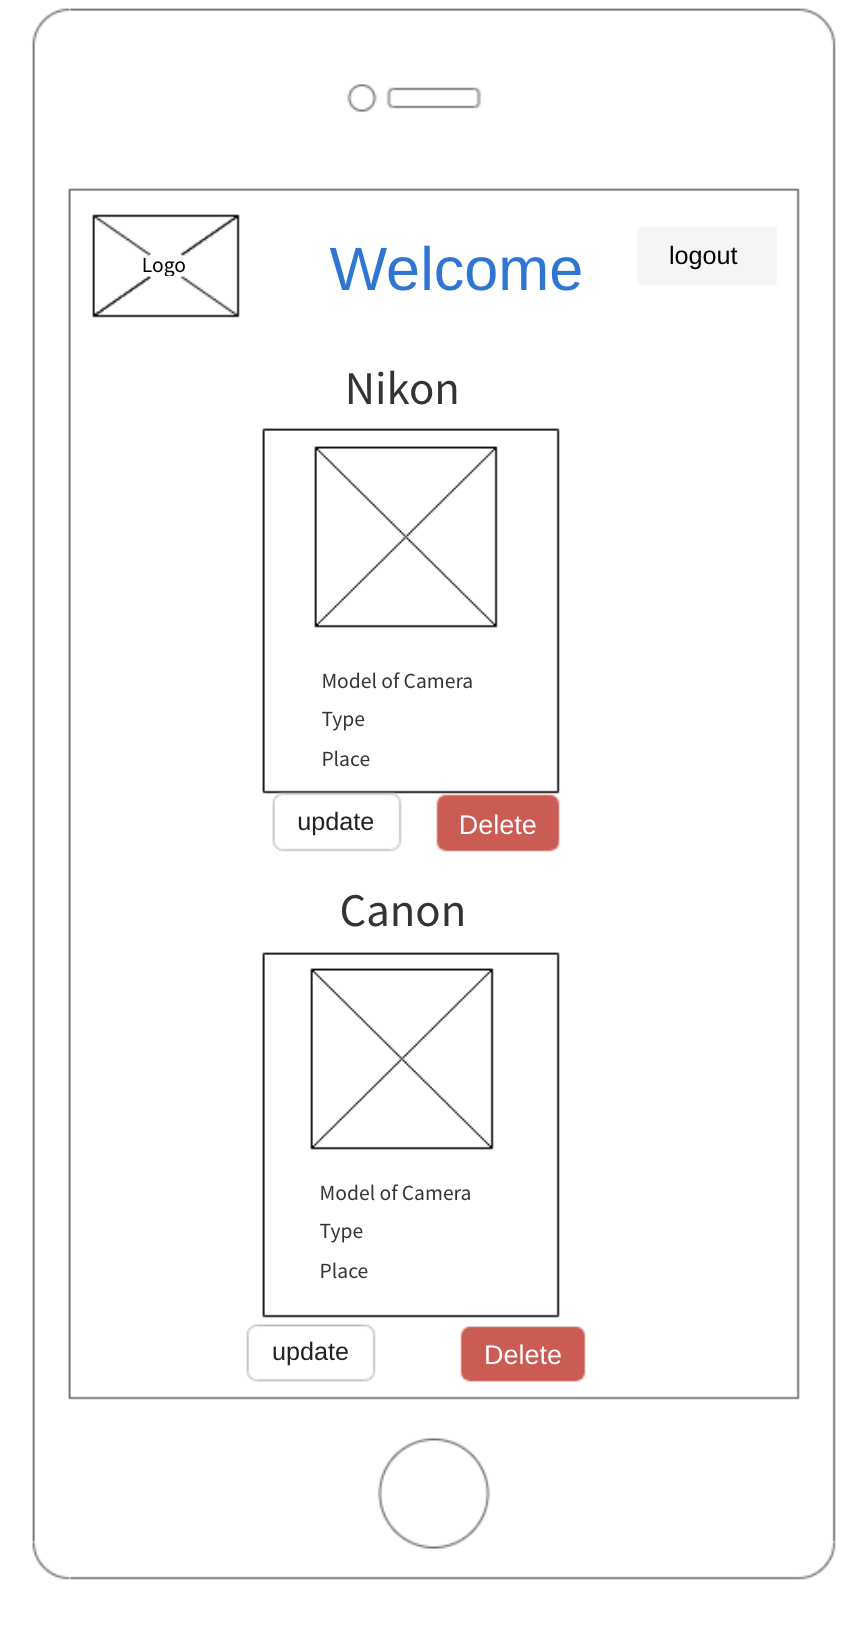 Logo
Welcome
logout
Nikon
Model of Camera
Type
Place
update
Delete
Canon
Model of Camera
Type
Place
update
Delete